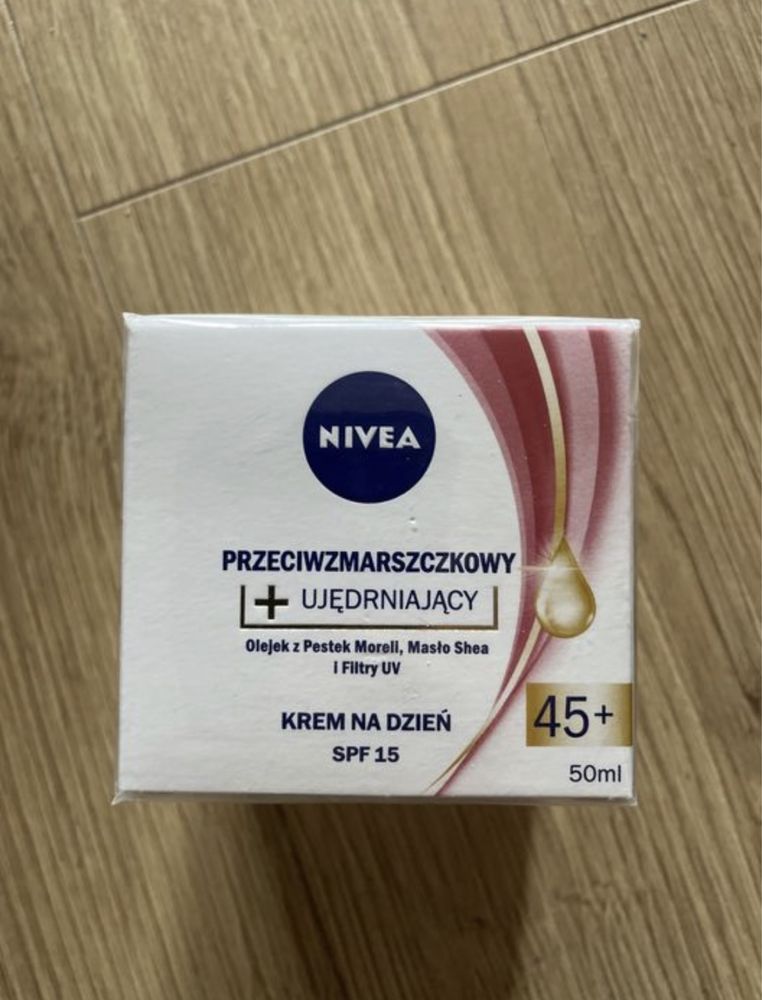 NIVEA
PRZECIWZMARSZCZKOWY
+ UJĘDRNIAJĄCY
Olejek z Pestek Moreli, Masło Shea
i Filtry UV
KREM NA DZIEŃ
SPF 15
45+
50ml